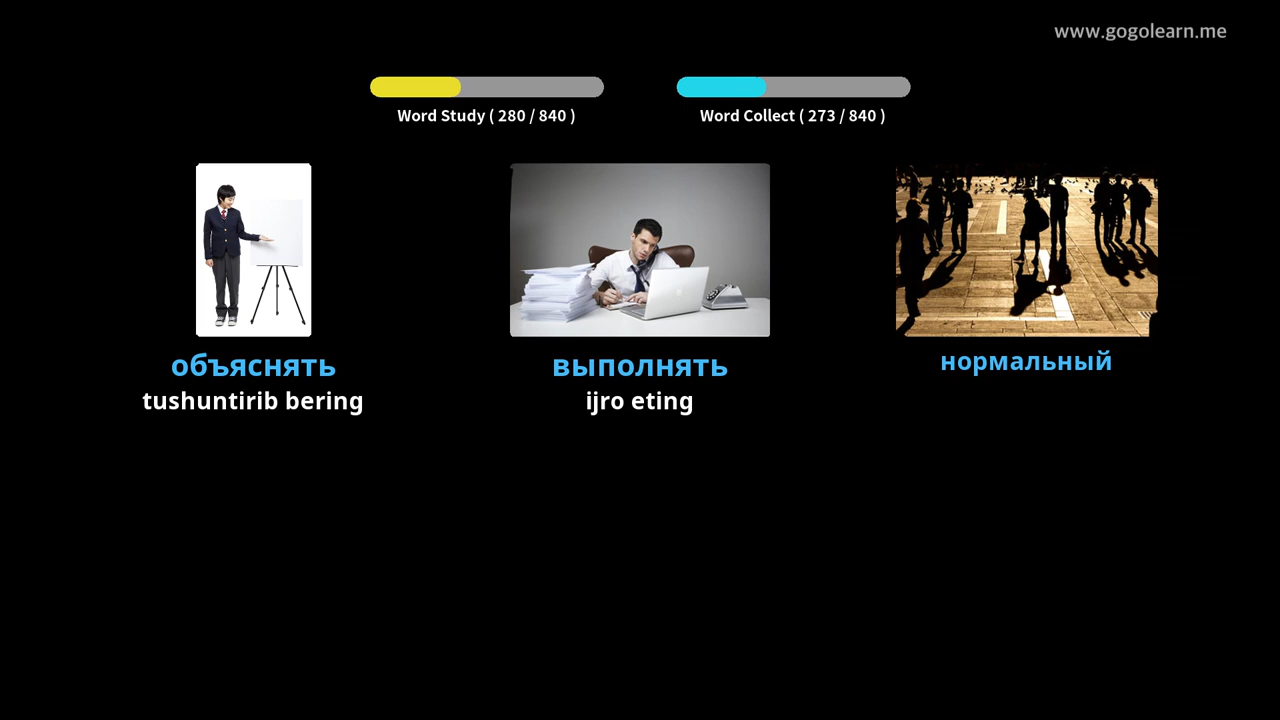 www.gogolearn.me
Word Study ( 280 / 840 )
Word Collect ( 273 / 840 )
объяснять
tushuntirib bering
выполнять
ijro eting
нормальный